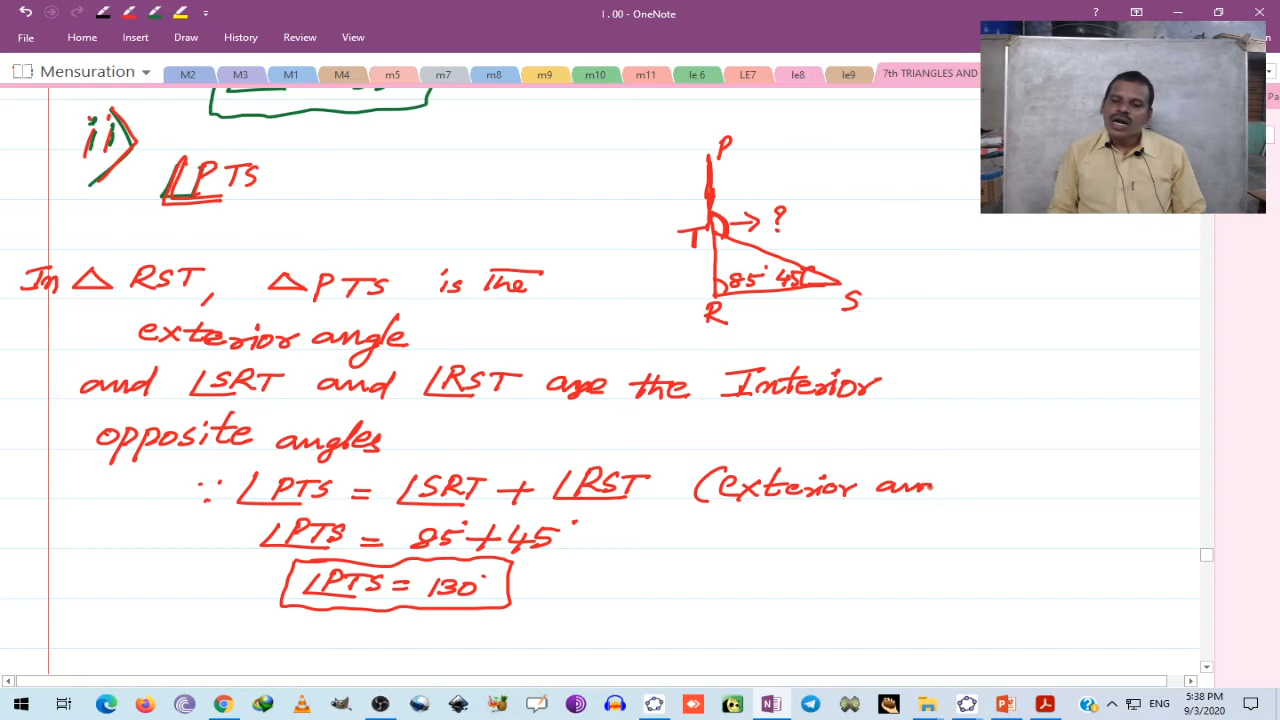 1.00 - OneNote
File Home Insert Draw History Review View
Mensuration M2 M3 M1 M4 m5 m7 m8 m9 m10 m11 le 6 LE7 le8 le9 7th TRIANGLES AND
Pa
ii)
∠PTS
P
T → ?
85° 45°
R S
In △ RST, △PTS is the
exterior angle
and ∠SRT and ∠RST are the Interior
opposite angles
∵ ∠PTS = ∠SRT + ∠RST (exterior an
∠PTS = 85° + 45°
∠PTS = 130°
5:38 PM
ENG
9/3/2020